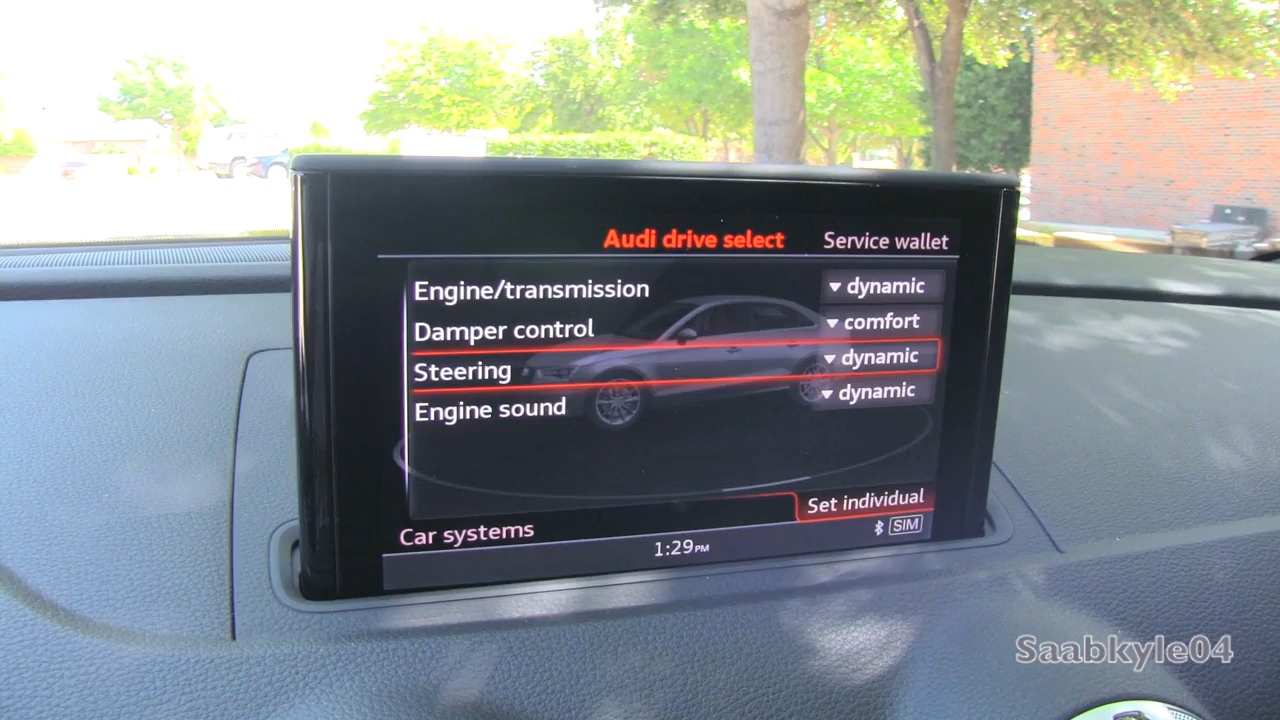 Audi drive select Service wallet
Engine/transmission ▼ dynamic
Damper control ▼ comfort
Steering ▼ dynamic
Engine sound ▼ dynamic
Set individual
Car systems
SIM
1:29PM
Saabkyle04